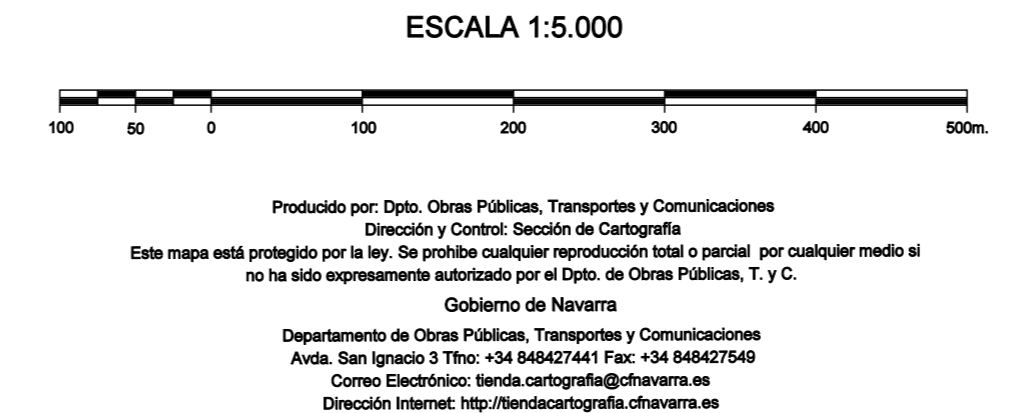 ESCALA 1:5.000
100 50 0 100 200 300 400 500m.
Producido por: Dpto. Obras Públicas, Transportes y Comunicaciones
Dirección y Control: Sección de Cartografía
Este mapa está protegido por la ley. Se prohibe cualquier reproducción total o parcial por cualquier medio si
no ha sido expresamente autorizado por el Dpto. de Obras Públicas, T. y C.
Gobierno de Navarra
Departamento de Obras Públicas, Transportes y Comunicaciones
Avda. San Ignacio 3 Tfno: +34 848427441 Fax: +34 848427549
Correo Electrónico: tienda.cartografia@cfnavarra.es
Dirección Internet: http://tiendacartografia.cfnavarra.es